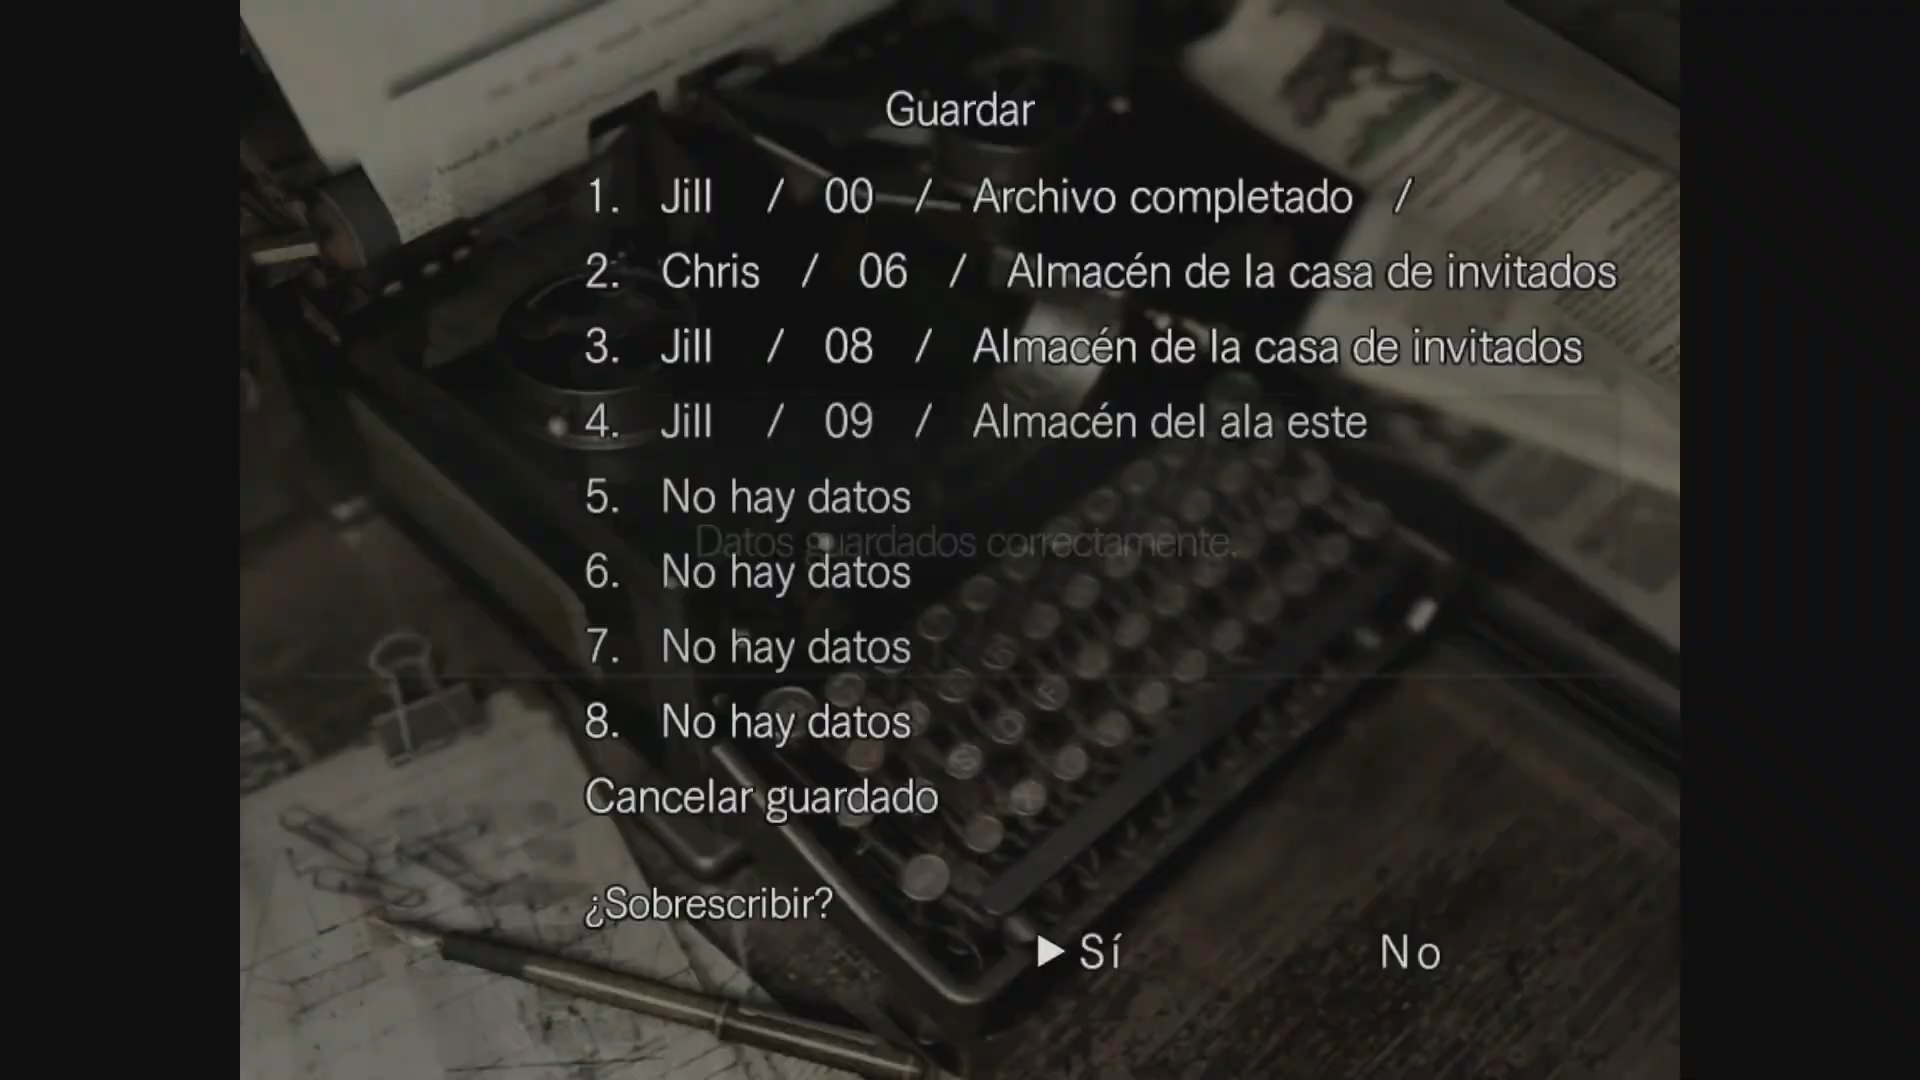 Guardar
1. Jill / 00 / Archivo completado /
2. Chris / 06 / Almacén de la casa de invitados
3. Jill / 08 / Almacén de la casa de invitados
4. Jill / 09 / Almacén del ala este
5. No hay datos
Datos guardados correctamente.
6. No hay datos
7. No hay datos
8. No hay datos
Cancelar guardado
¿Sobrescribir?
▶ Sí No